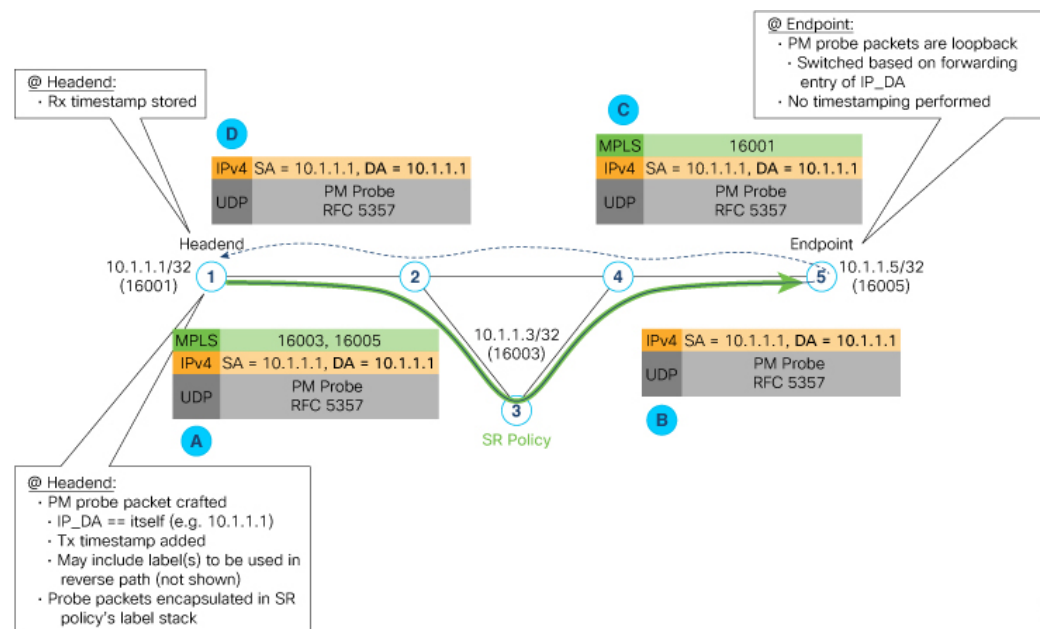 @ Endpoint:
· PM probe packets are loopback
· Switched based on forwarding
entry of IP_DA
· No timestamping performed
@ Headend:
· Rx timestamp stored
D
IPv4 SA = 10.1.1.1, DA = 10.1.1.1
UDP PM Probe
RFC 5357
C
MPLS 16001
IPv4 SA = 10.1.1.1, DA = 10.1.1.1
UDP PM Probe
RFC 5357
Headend
10.1.1.1/32
(16001)
1
2
4
Endpoint
5
10.1.1.5/32
(16005)
10.1.1.3/32
(16003)
3
SR Policy
MPLS 16003, 16005
IPv4 SA = 10.1.1.1, DA = 10.1.1.1
UDP PM Probe
RFC 5357
A
IPv4 SA = 10.1.1.1, DA = 10.1.1.1
UDP PM Probe
RFC 5357
B
@ Headend:
· PM probe packet crafted
· IP_DA == itself (e.g. 10.1.1.1)
· Tx timestamp added
· May include label(s) to be used in
reverse path (not shown)
· Probe packets encapsulated in SR
policy's label stack